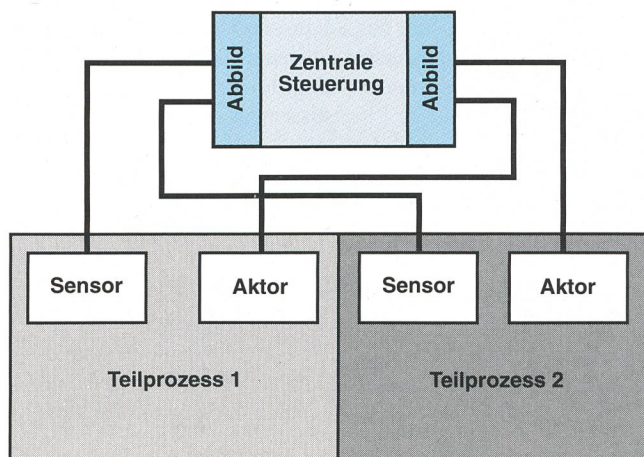 Abbild
Zentrale
Steuerung
Abbild
Sensor
Aktor
Sensor
Aktor
Teilprozess 1
Teilprozess 2